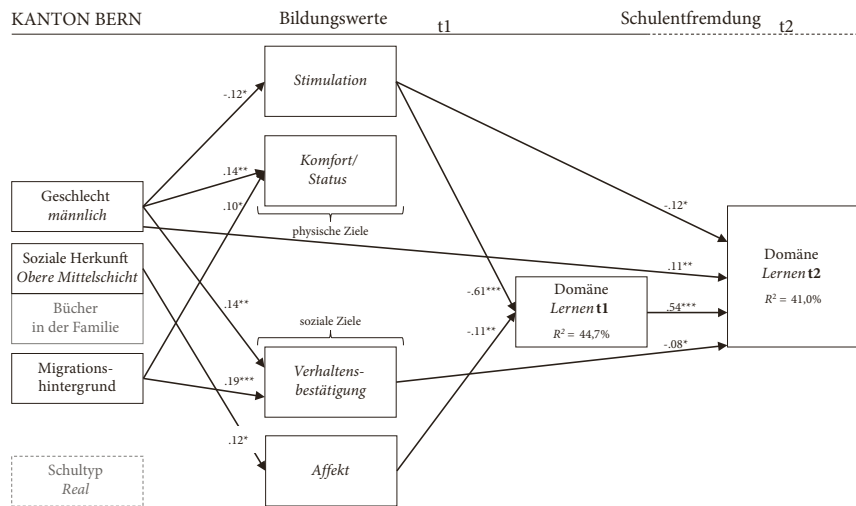 KANTON BERN
Bildungswerte
t1
Schulentfremdung
t2
Stimulation
-.12*
Komfort/
Status
.14**
.10*
physische Ziele
Geschlecht
männlich
-.12*
Soziale Herkunft
Obere Mittelschicht
Bücher
in der Familie
.11**
Domäne
Lernen t2
R² = 41,0%
Domäne
Lernen t1
R² = 44,7%
-.61***
.54***
-.11**
.14**
soziale Ziele
-.08*
Migrations-
hintergrund
.19***
Verhaltens-
bestätigung
.12*
Affekt
Schultyp
Real